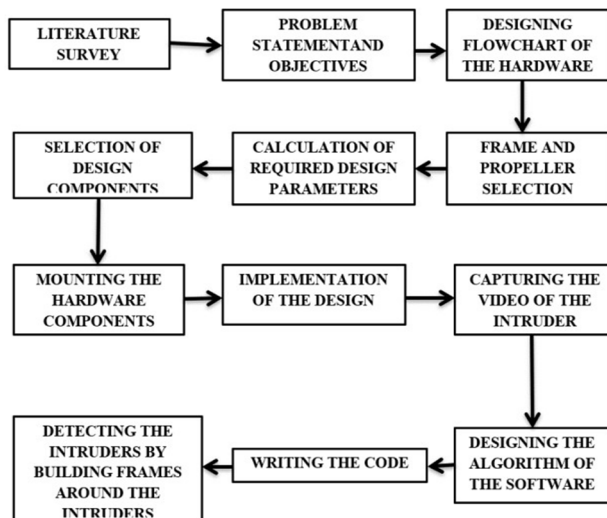 LITERATURE
SURVEY
PROBLEM
STATEMENTAND
OBJECTIVES
DESIGNING
FLOWCHART OF
THE HARDWARE
FRAME AND
PROPELLER
SELECTION
CALCULATION OF
REQUIRED DESIGN
PARAMETERS
SELECTION OF
DESIGN
COMPONENTS
MOUNTING THE
HARDWARE
COMPONENTS
IMPLEMENTATION
OF THE DESIGN
CAPTURING THE
VIDEO OF THE
INTRUDER
DESIGNING THE
ALGORITHM OF
THE SOFTWARE
WRITING THE CODE
DETECTING THE
INTRUDERS BY
BUILDING FRAMES
AROUND THE
INTRUDERS